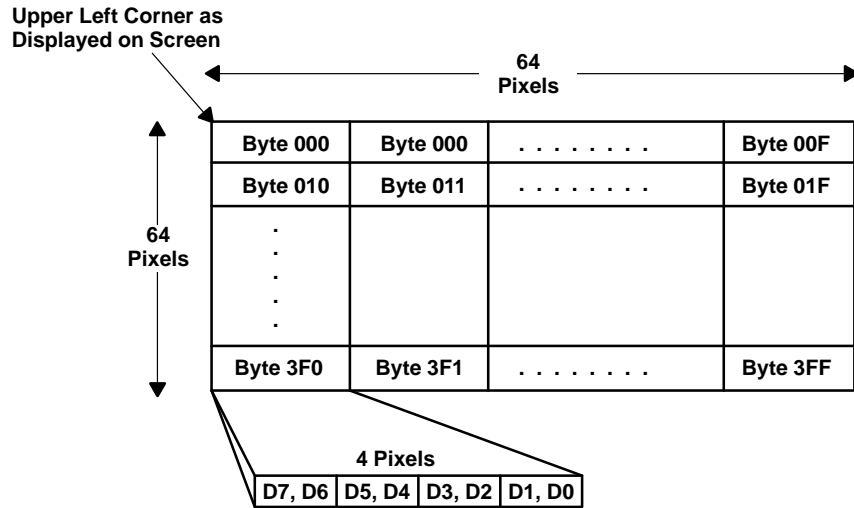 Upper Left Corner as
Displayed on Screen
64
Pixels
Byte 000 Byte 000 . . . . . . . . Byte 00F
Byte 010 Byte 011 . . . . . . . . Byte 01F
64
Pixels
.
.
.
.
.
Byte 3F0 Byte 3F1 . . . . . . . . Byte 3FF
4 Pixels
D7, D6 D5, D4 D3, D2 D1, D0